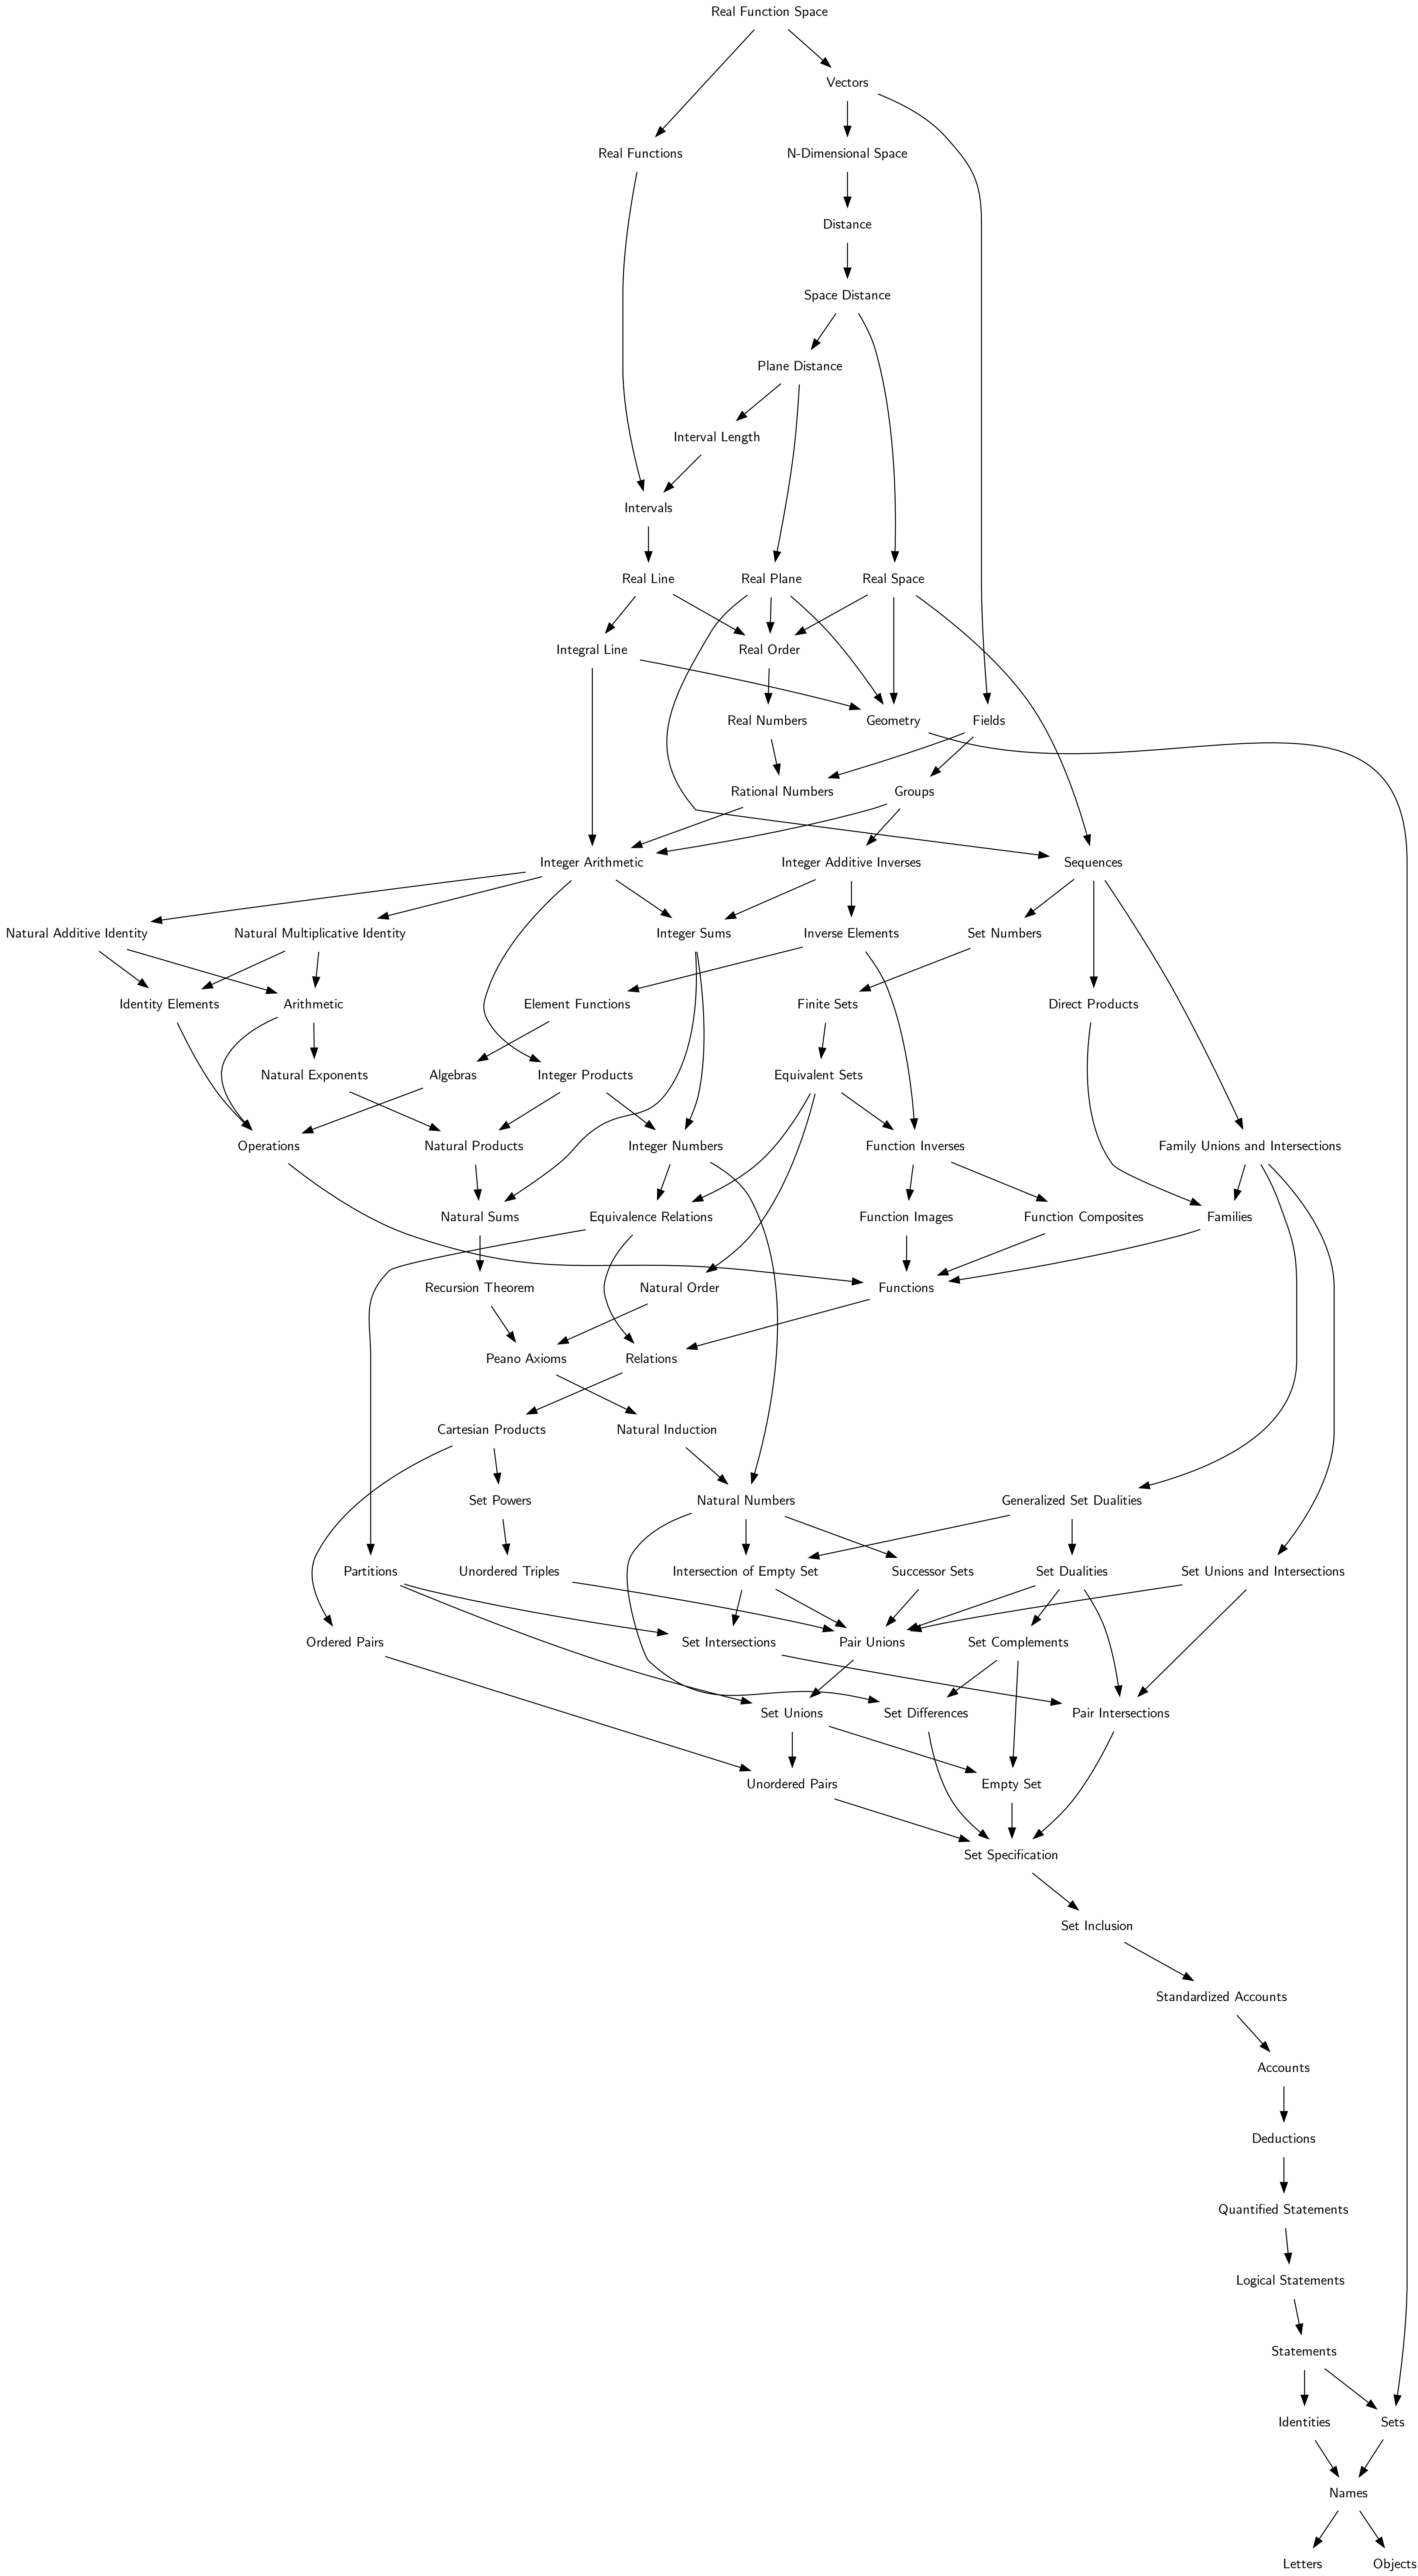 Real Function Space
Vectors
Real Functions
N-Dimensional Space
Distance
Space Distance
Plane Distance
Interval Length
Intervals
Real Line
Real Plane
Real Space
Integral Line
Real Order
Real Numbers
Geometry
Fields
Rational Numbers
Groups
Integer Arithmetic
Integer Additive Inverses
Sequences
Natural Additive Identity
Natural Multiplicative Identity
Integer Sums
Inverse Elements
Set Numbers
Identity Elements
Arithmetic
Element Functions
Finite Sets
Direct Products
Natural Exponents
Algebras
Integer Products
Equivalent Sets
Operations
Natural Products
Integer Numbers
Function Inverses
Family Unions and Intersections
Natural Sums
Equivalence Relations
Function Images
Function Composites
Families
Recursion Theorem
Natural Order
Functions
Peano Axioms
Relations
Cartesian Products
Natural Induction
Set Powers
Natural Numbers
Generalized Set Dualities
Partitions
Unordered Triples
Intersection of Empty Set
Successor Sets
Set Dualities
Set Unions and Intersections
Ordered Pairs
Set Intersections
Pair Unions
Set Complements
Set Unions
Set Differences
Pair Intersections
Unordered Pairs
Empty Set
Set Specification
Set Inclusion
Standardized Accounts
Accounts
Deductions
Quantified Statements
Logical Statements
Statements
Identities
Sets
Names
Letters
Objects